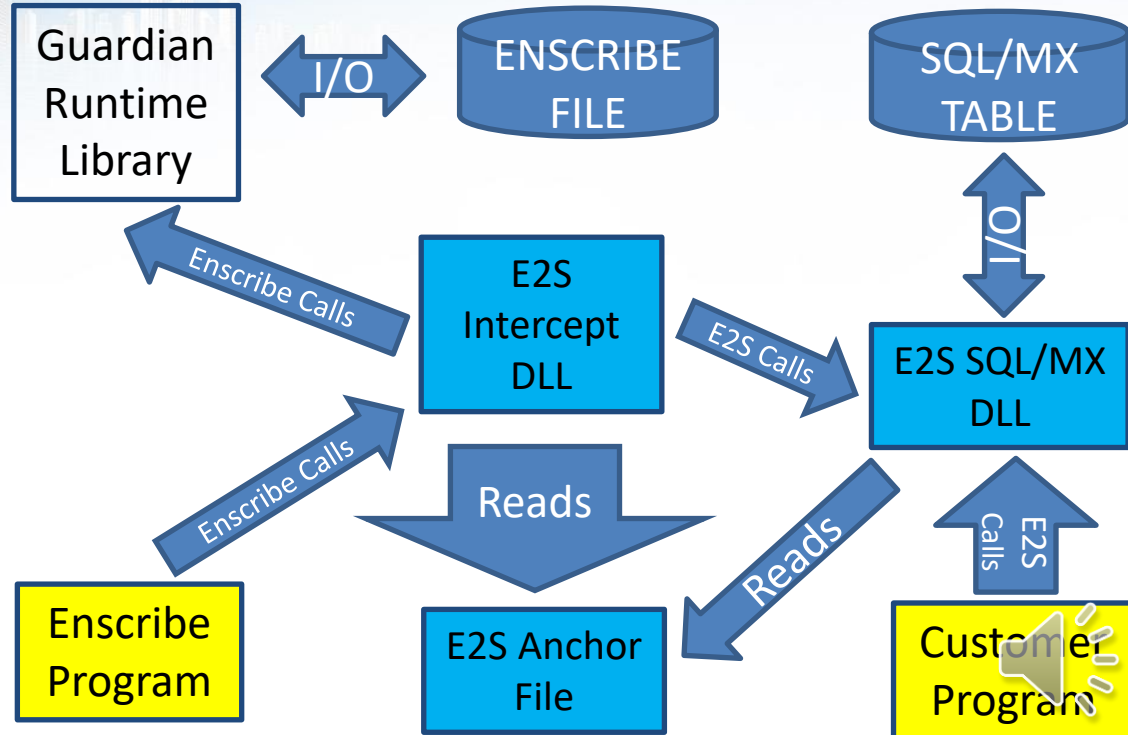 Guardian
Runtime
Library
I/O
ENSCRIBE
FILE
SQL/MX
TABLE
I/O
Enscribe Calls
E2S
Intercept
DLL
E2S Calls
E2S SQL/MX
DLL
Enscribe Calls
Reads
Reads
E2S
Calls
Enscribe
Program
E2S Anchor
File
Customer
Program